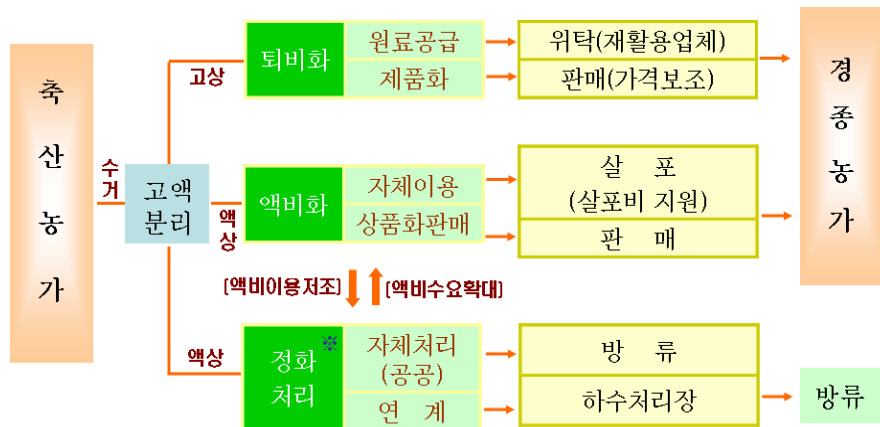 축산농가
수거
고액
분리
고상
퇴비화
원료공급
위탁(재활용업체)
제품화
판매(가격보조)
경종농가
액상
액비화
자체이용
살 포
(살포비 지원)
상품화판매
판 매
[액비이용저조]
[액비수요확대]
액상
정화※
처리
자체처리
(공공)
방 류
연 계
하수처리장
방류